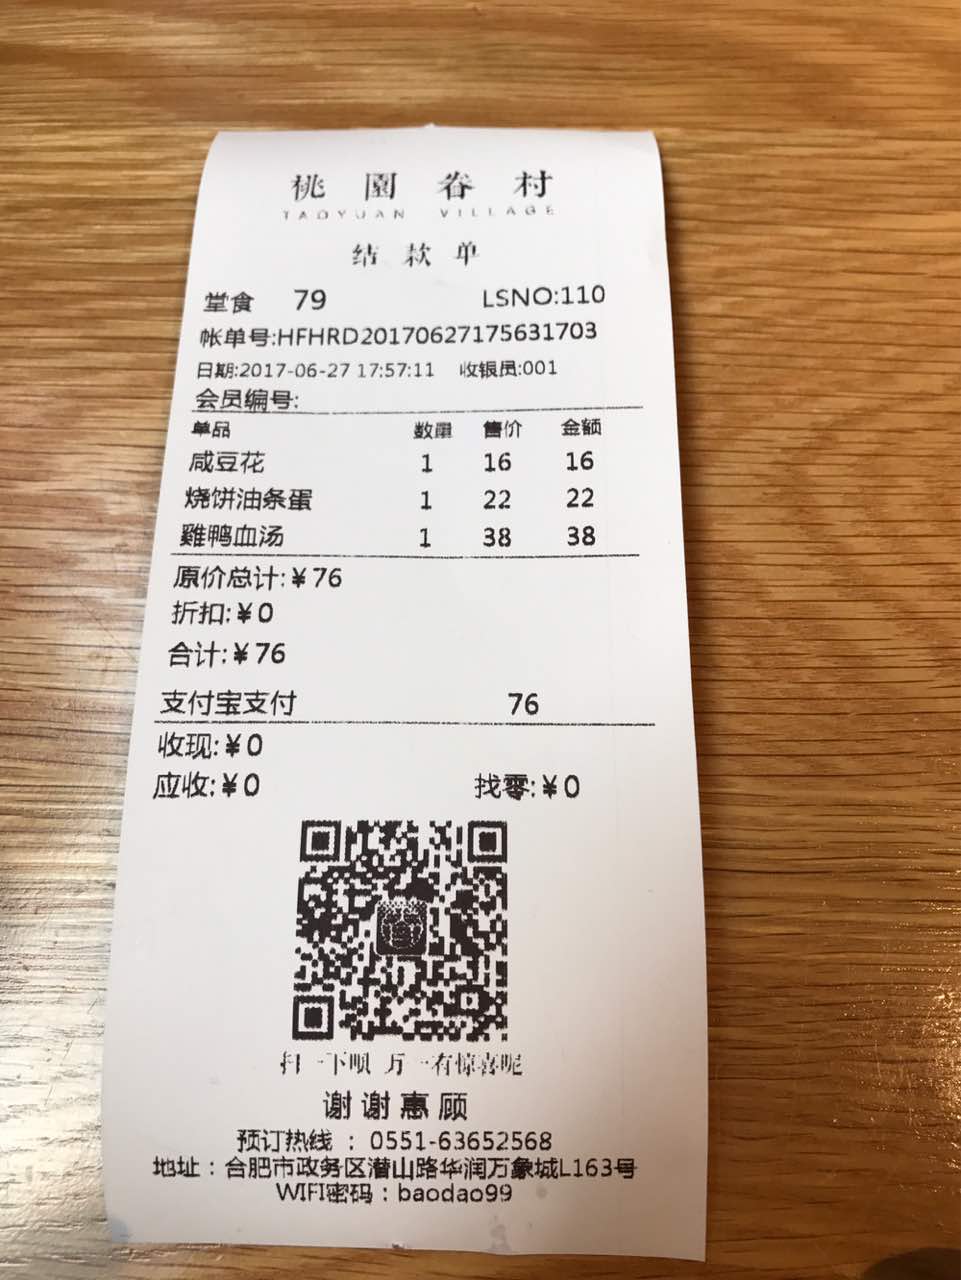 桃園眷村
TAOYUAN VILLAGE
结款单
堂食 79 LSNO:110
帐单号:HFHRD20170627175631703
日期:2017-06-27 17:57:11 收银员:001
会员编号:
单品 数量 售价 金额
咸豆花 1 16 16
烧饼油条蛋 1 22 22
雞鸭血汤 1 38 38
原价总计:¥76
折扣:¥0
合计:¥76
支付宝支付 76
收现:¥0
应收:¥0 找零:¥0
扫一下呗 万一有惊喜呢
谢谢惠顾
预订热线：0551-63652568
地址：合肥市政务区潜山路华润万象城L163号
WIFI密码：baodao99